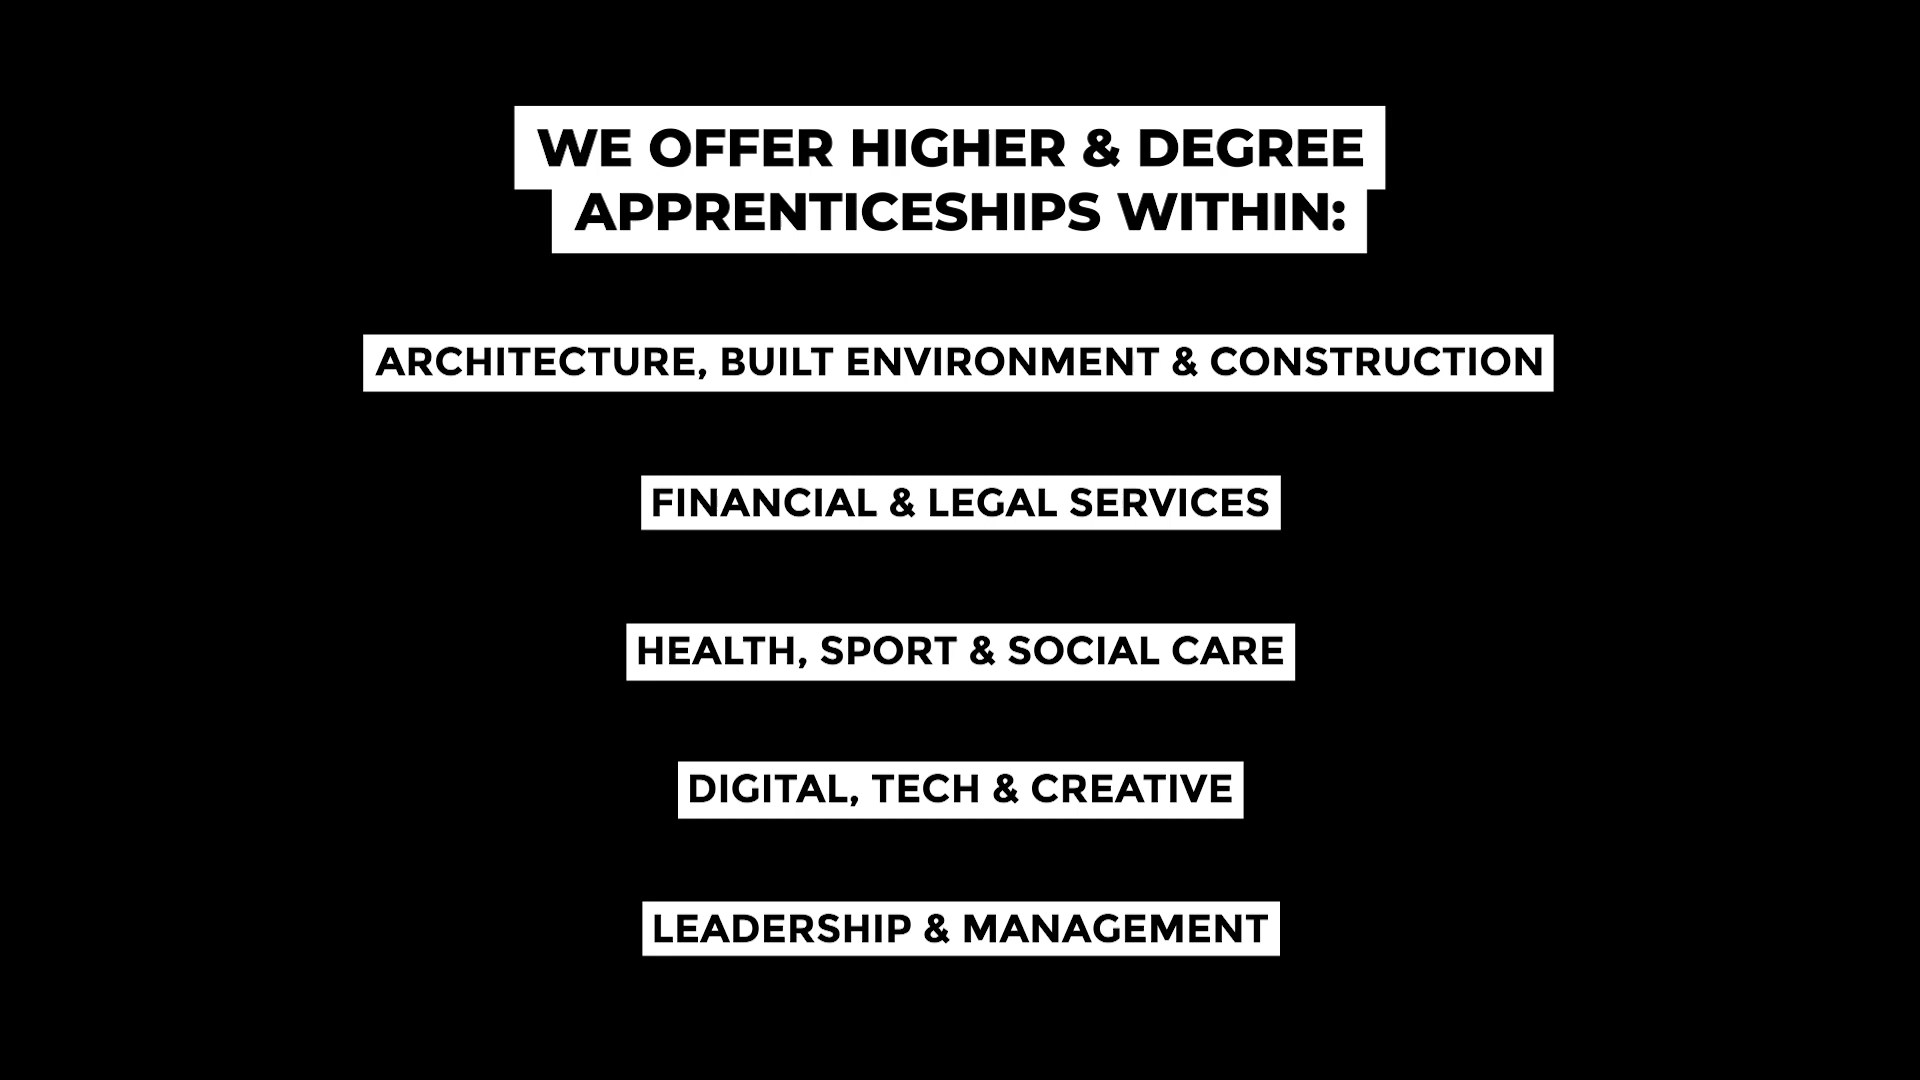 WE OFFER HIGHER & DEGREE
APPRENTICESHIPS WITHIN:
ARCHITECTURE, BUILT ENVIRONMENT & CONSTRUCTION
FINANCIAL & LEGAL SERVICES
HEALTH, SPORT & SOCIAL CARE
DIGITAL, TECH & CREATIVE
LEADERSHIP & MANAGEMENT